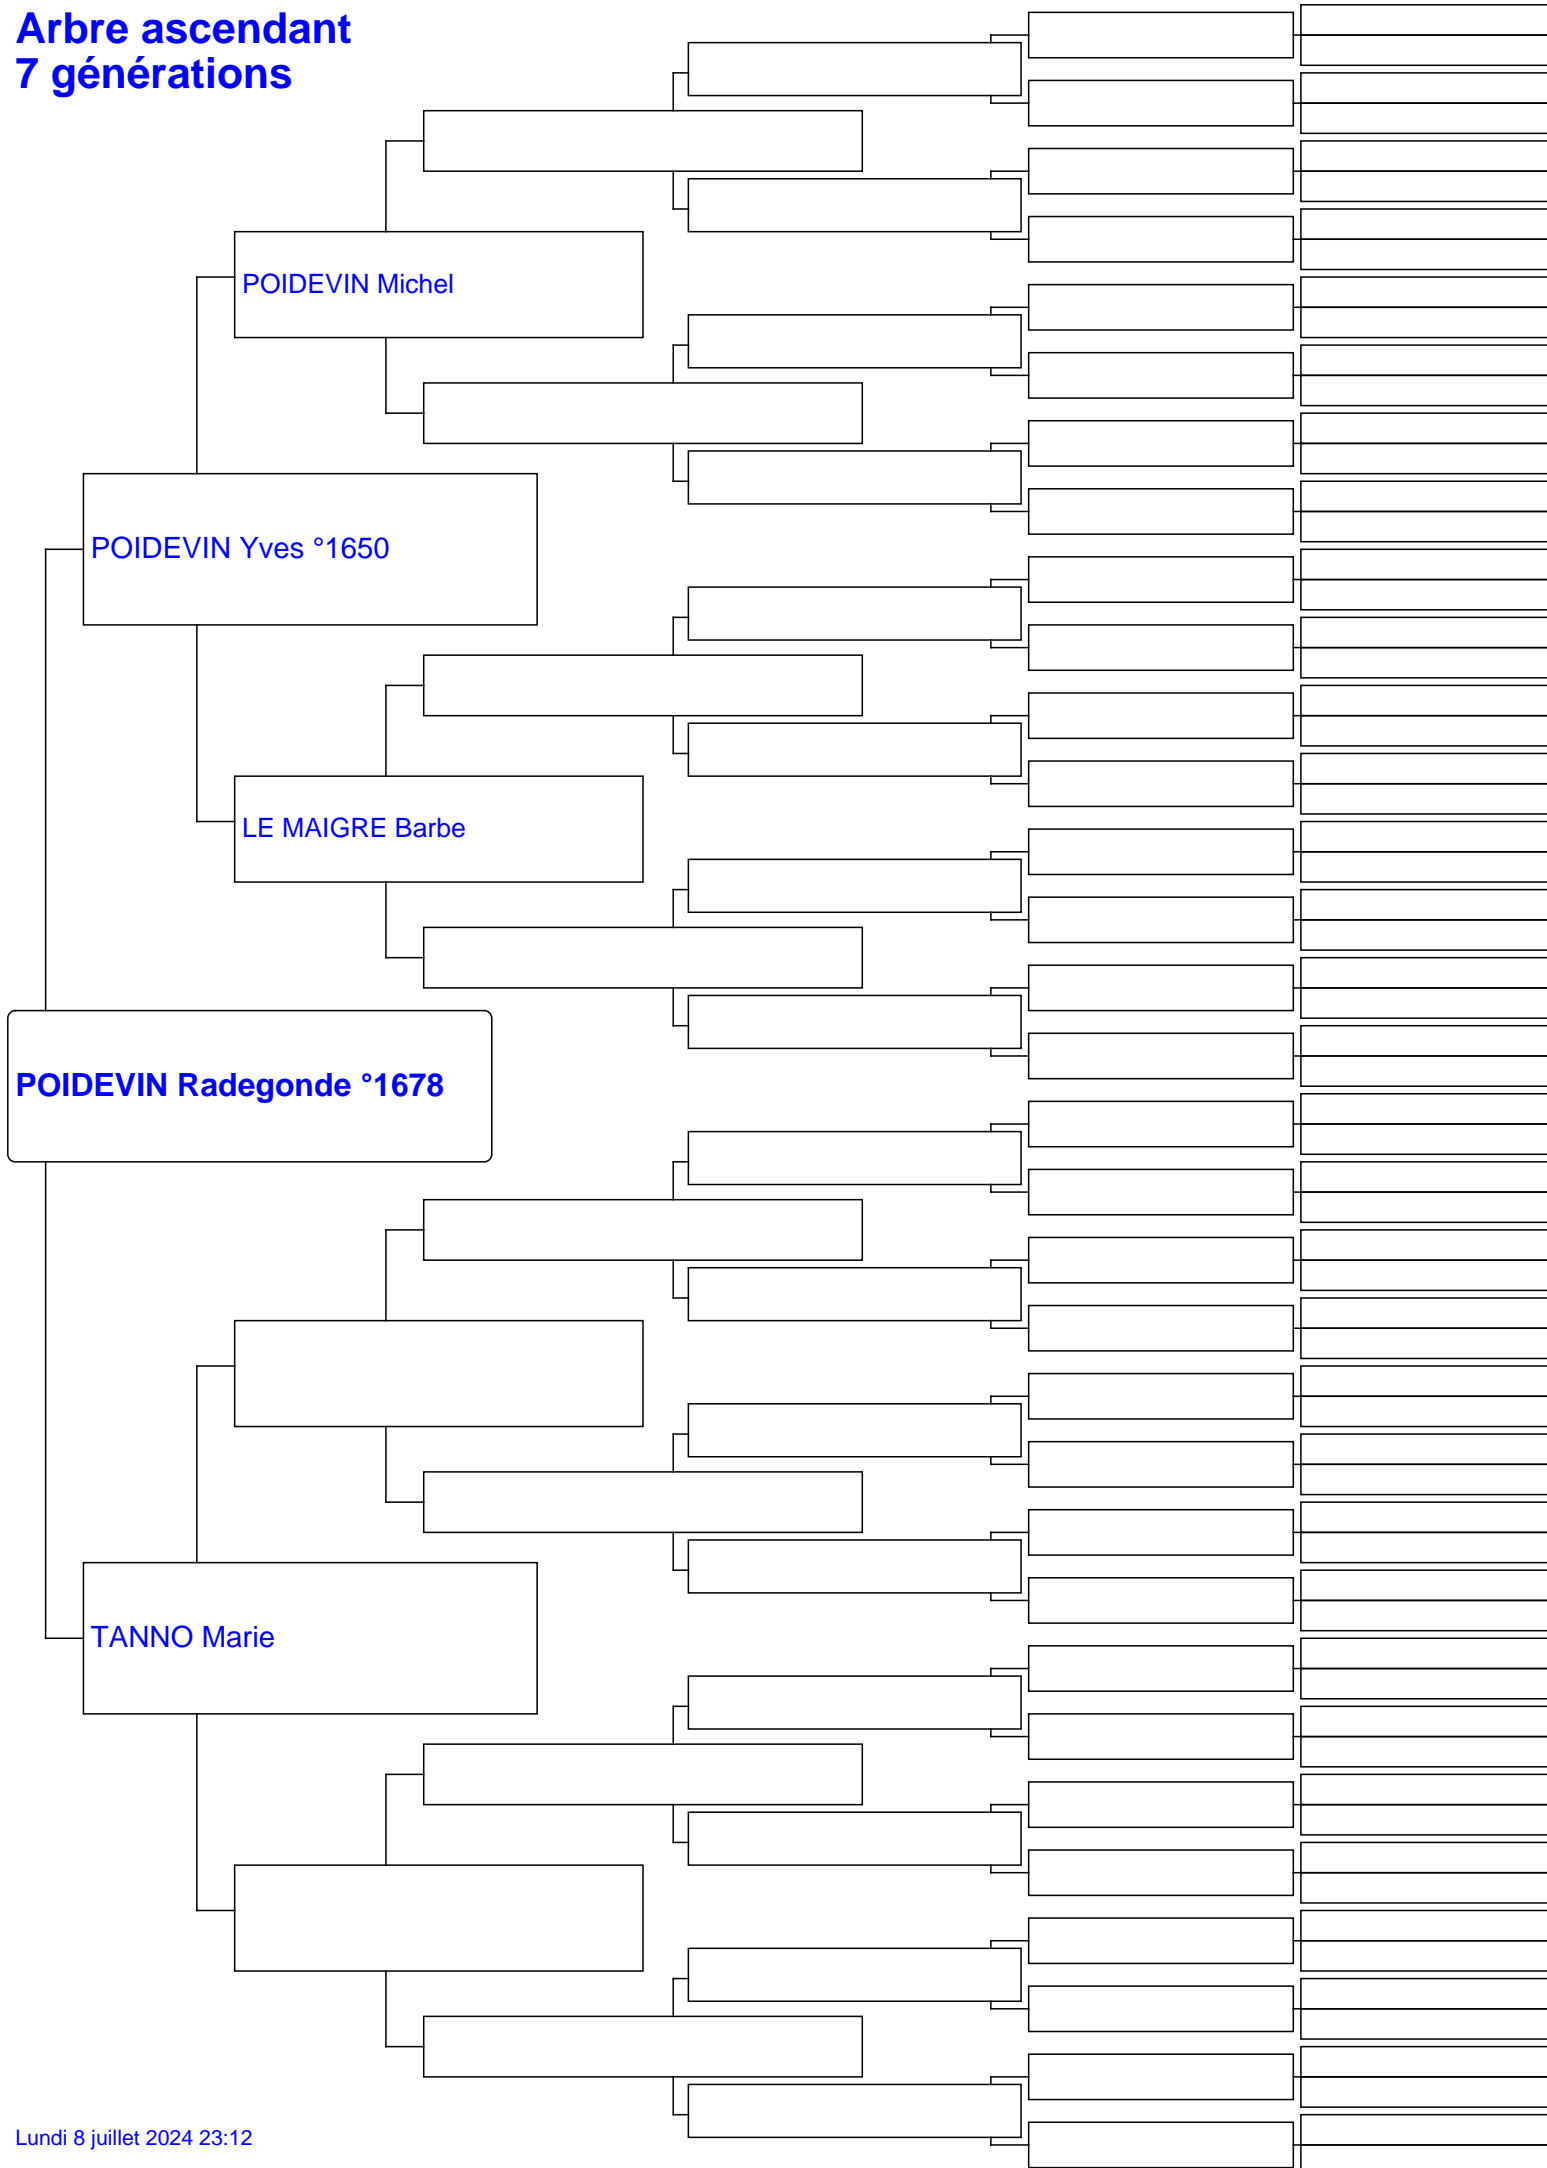 Arbre ascendant
7 générations
POIDEVIN Michel
POIDEVIN Yves °1650
LE MAIGRE Barbe
POIDEVIN Radegonde °1678
TANNO Marie
Lundi 8 juillet 2024 23:12